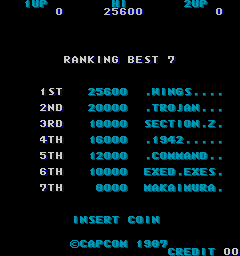 1UP HI 2UP
0 25600 0
RANKING BEST 7
1ST 25600 .WINGS....
2ND 20000 .TROJAN...
3RD 18000 SECTION.Z.
4TH 16000 .1942.....
5TH 12000 .COMMAND..
6TH 10000 EXED.EXES.
7TH 8000 MAKAIMURA.
INSERT COIN
©CAPCOM 1987
CREDIT 00